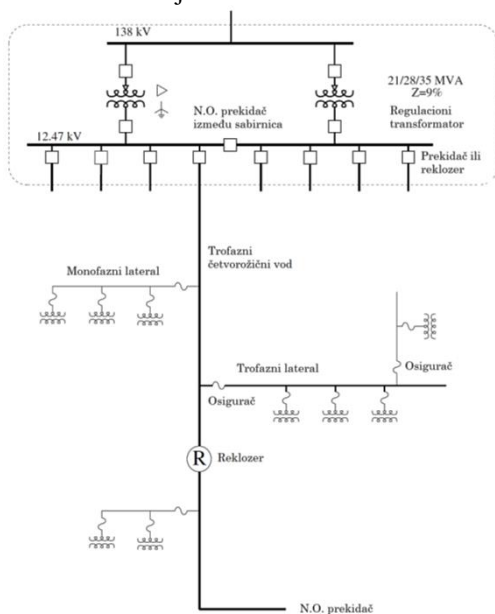 138 kV
21/28/35 MVA
Z=9%
Regulacioni
transformator
N.O. prekidač
između sabirnica
12.47 kV
Prekidač ili
reklozer
Trofazni
četvorožični vod
Monofazni lateral
Trofazni lateral
Osigurač
Osigurač
R
Reklozer
N.O. prekidač